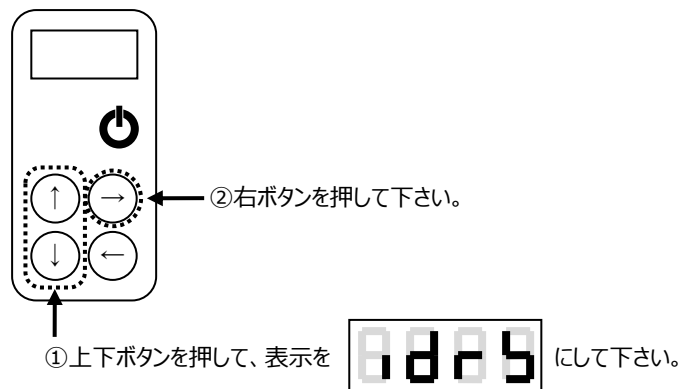 ↑ →
↓ ←
②右ボタンを押して下さい。
①上下ボタンを押して、表示を idrb にして下さい。